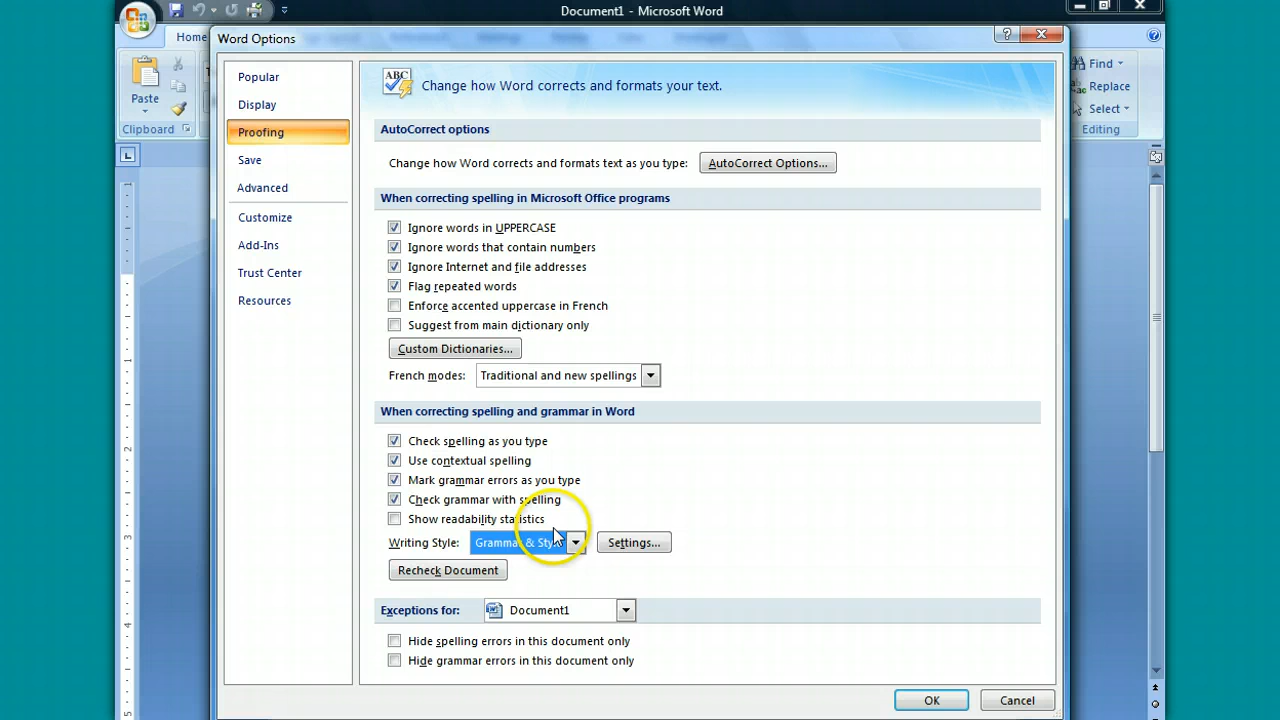 Document1 - Microsoft Word
Home
Word Options
Paste
Clipboard
Find
Replace
Select
Editing
Popular
Display
Proofing
Save
Advanced
Customize
Add-Ins
Trust Center
Resources
ABC
Change how Word corrects and formats your text.
AutoCorrect options
Change how Word corrects and formats text as you type: AutoCorrect Options...
When correcting spelling in Microsoft Office programs
Ignore words in UPPERCASE
Ignore words that contain numbers
Ignore Internet and file addresses
Flag repeated words
Enforce accented uppercase in French
Suggest from main dictionary only
Custom Dictionaries...
French modes: Traditional and new spellings
When correcting spelling and grammar in Word
Check spelling as you type
Use contextual spelling
Mark grammar errors as you type
Check grammar with spelling
Show readability statistics
Writing Style: Grammar & Style Settings...
Recheck Document
Exceptions for: Document1
Hide spelling errors in this document only
Hide grammar errors in this document only
OK Cancel